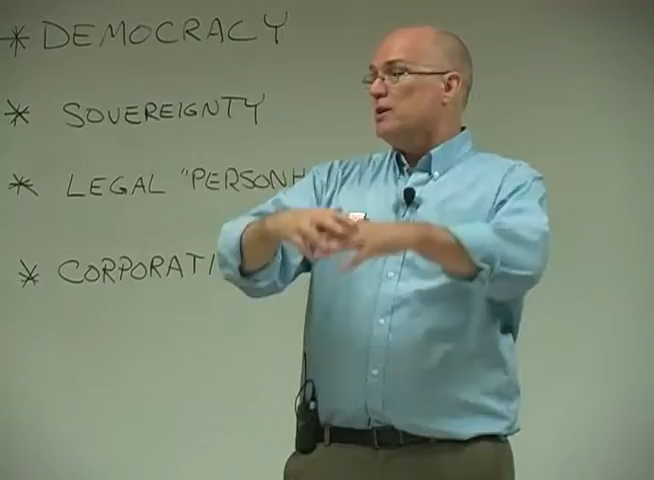 * DEMOCRACY
* SOVEREIGNTY
* LEGAL "PERSONH
* CORPORATI